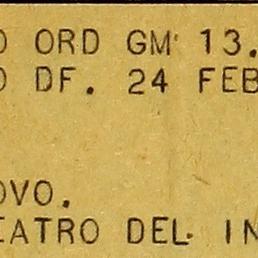 O ORD GM 13.
O DF. 24 FEB
OVO.
EATRO DEL IN